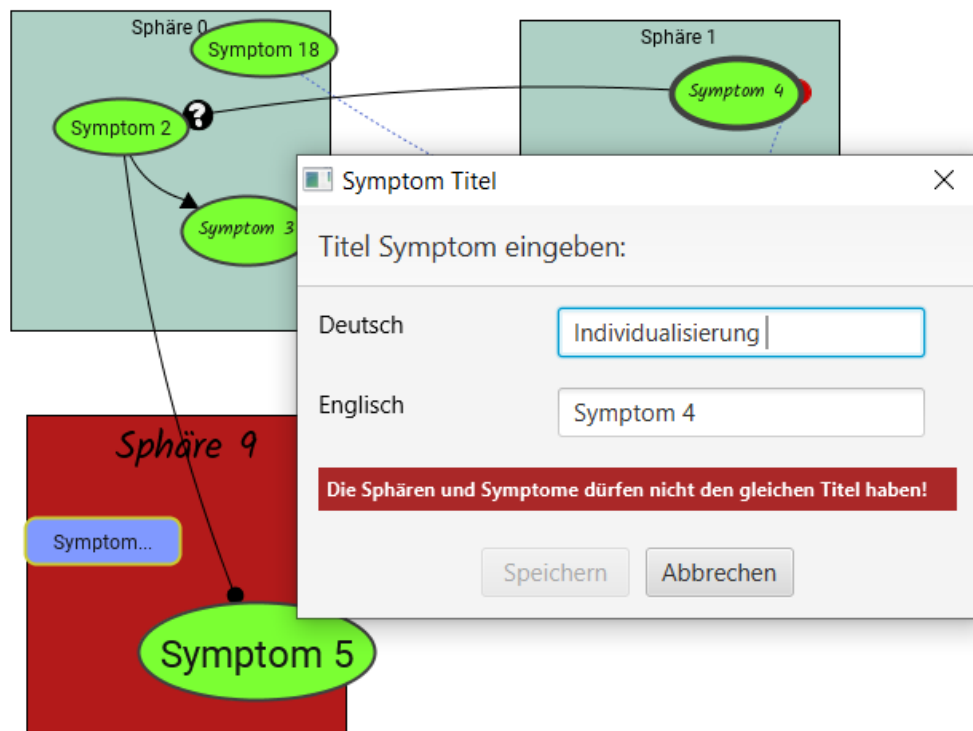 Sphäre 0
Symptom 18
Sphäre 1
Symptom 4
?
Symptom 2
Symptom 3
Symptom Titel
Titel Symptom eingeben:
Deutsch
Individualisierung
Englisch
Symptom 4
Die Sphären und Symptome dürfen nicht den gleichen Titel haben!
Speichern
Abbrechen
Sphäre 9
Symptom...
Symptom 5